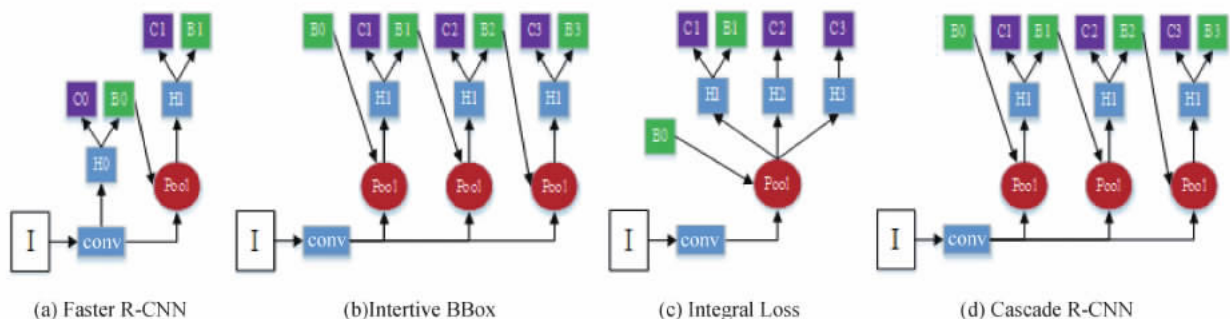 C1 B1
C0 B0 H1
H0 Pool
I conv
(a) Faster R-CNN
B0 C1 B1 C2 B2 C3 B3
H1 H1 H1
Pool Pool Pool
I conv
(b)Intertive BBox
C1 B1 C2 C3
H1 H2 H3
B0
Pool
I conv
(c) Integral Loss
B0 C1 B1 C2 B2 C3 B3
H1 H1 H1
Pool Pool Pool
I conv
(d) Cascade R-CNN